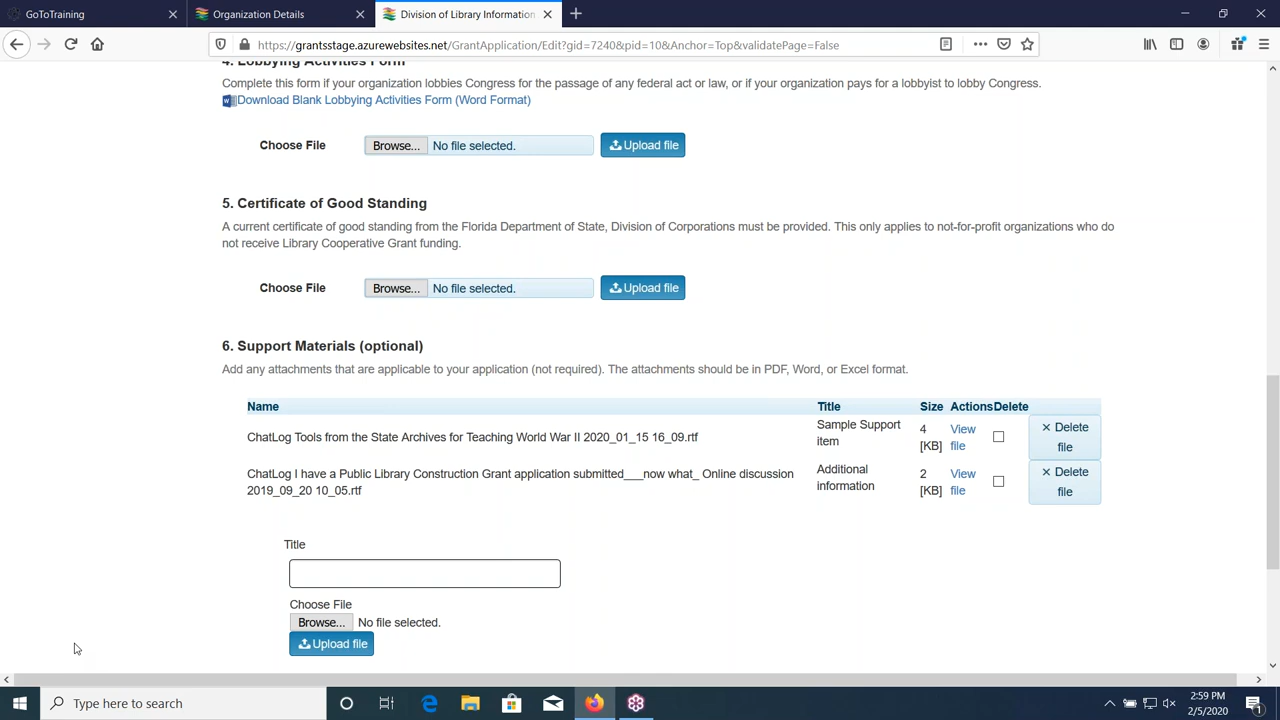 GoToTraining
Organization Details
Division of Library Information
https://grantsstage.azurewebsites.net/GrantApplication/Edit?gid=7240&pid=10&Anchor=Top&validatePage=False
4. Lobbying Activities Form
Complete this form if your organization lobbies Congress for the passage of any federal act or law, or if your organization pays for a lobbyist to lobby Congress.
Download Blank Lobbying Activities Form (Word Format)
Choose File Browse... No file selected. Upload file
5. Certificate of Good Standing
A current certificate of good standing from the Florida Department of State, Division of Corporations must be provided. This only applies to not-for-profit organizations who do
not receive Library Cooperative Grant funding.
Choose File Browse... No file selected. Upload file
6. Support Materials (optional)
Add any attachments that are applicable to your application (not required). The attachments should be in PDF, Word, or Excel format.
Name Title Size Actions Delete
ChatLog Tools from the State Archives for Teaching World War II 2020_01_15 16_09.rtf
Sample Support
item
4
[KB]
View
file
× Delete
file
ChatLog I have a Public Library Construction Grant application submitted___now what_ Online discussion
2019_09_20 10_05.rtf
Additional
information
2
[KB]
View
file
× Delete
file
Title
Choose File
Browse... No file selected.
Upload file
Type here to search
2:59 PM
2/5/2020
1